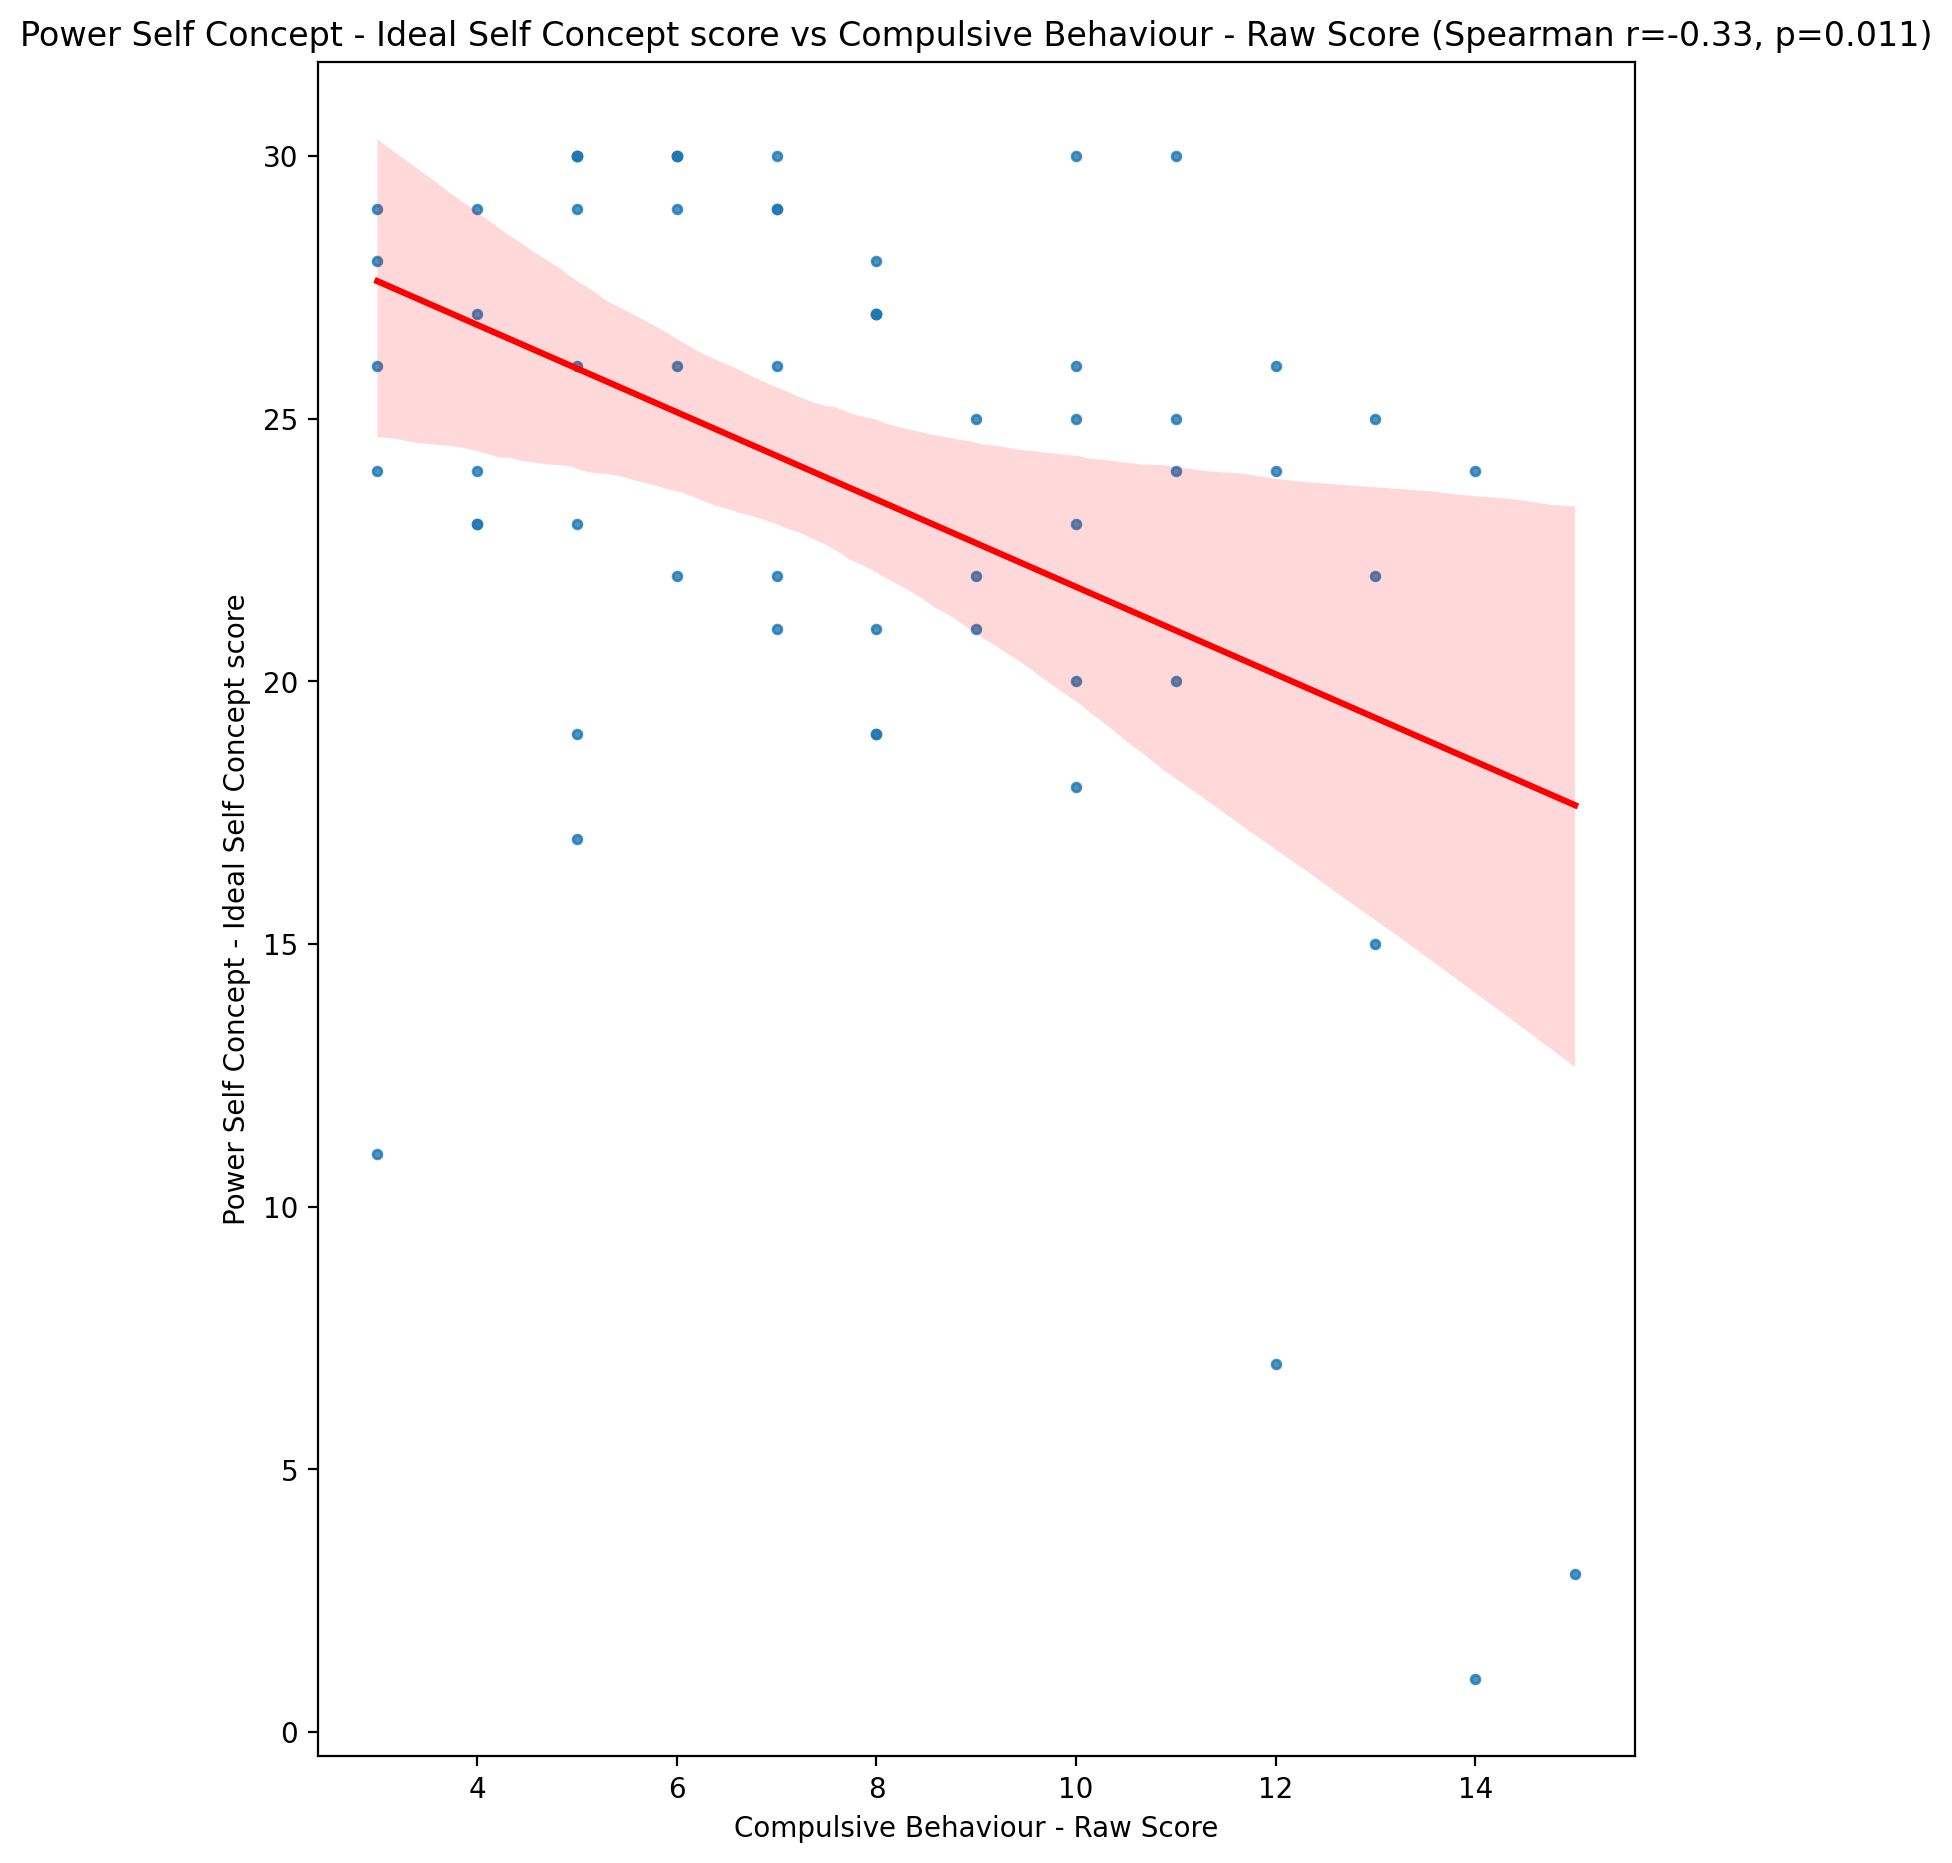 Power Self Concept - Ideal Self Concept score vs Compulsive Behaviour - Raw Score (Spearman r=-0.33, p=0.011)
30
25
20
15
10
5
0
Power Self Concept - Ideal Self Concept score
4 6 8 10 12 14
Compulsive Behaviour - Raw Score